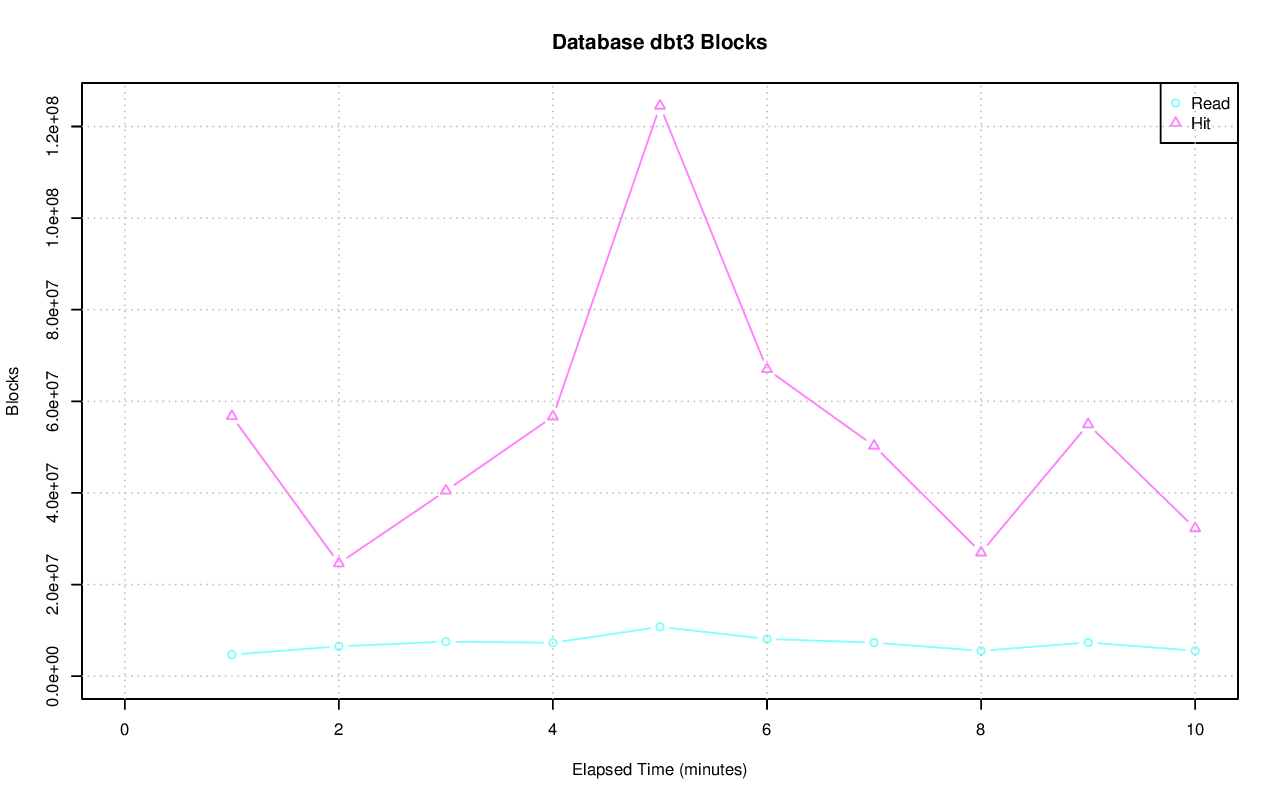 Database dbt3 Blocks
Read
Hit
Blocks
1.2e+08
1.0e+08
8.0e+07
6.0e+07
4.0e+07
2.0e+07
0.0e+00
0 2 4 6 8 10
Elapsed Time (minutes)